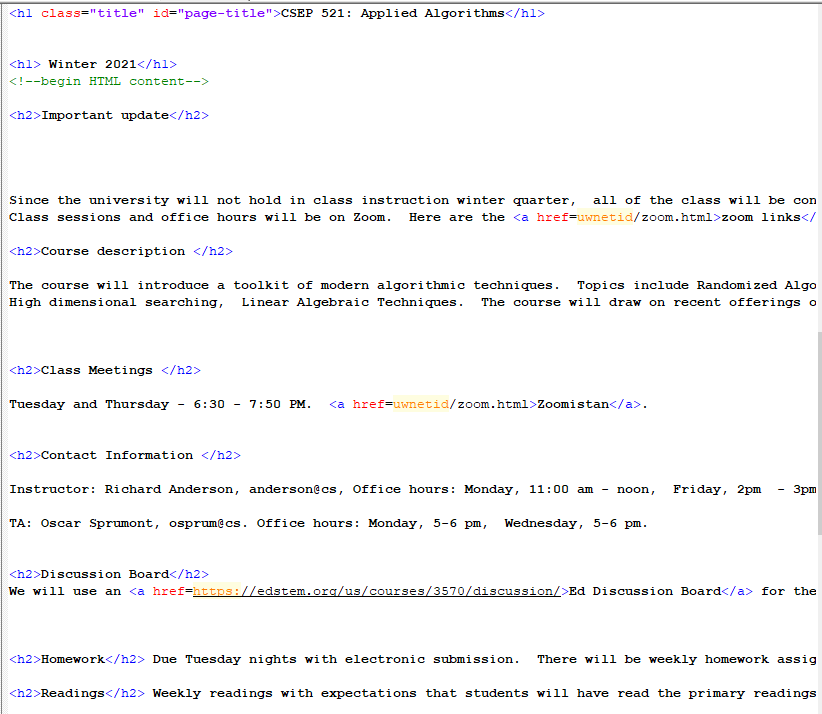 <h1 class="title" id="page-title">CSEP 521: Applied Algorithms</h1>
<h1> Winter 2021</h1>
<!--begin HTML content-->
<h2>Important update</h2>
Since the university will not hold in class instruction winter quarter,  all of the class will be con
Class sessions and office hours will be on Zoom.  Here are the <a href=uwnetid/zoom.html>zoom links</
<h2>Course description </h2>
The course will introduce a toolkit of modern algorithmic techniques.  Topics include Randomized Algo
High dimensional searching,  Linear Algebraic Techniques.  The course will draw on recent offerings o
<h2>Class Meetings </h2>
Tuesday and Thursday - 6:30 - 7:50 PM.  <a href=uwnetid/zoom.html>Zoomistan</a>.
<h2>Contact Information </h2>
Instructor: Richard Anderson, anderson@cs, Office hours: Monday, 11:00 am - noon,  Friday, 2pm  - 3pm
TA: Oscar Sprumont, osprum@cs. Office hours: Monday, 5-6 pm,  Wednesday, 5-6 pm.
<h2>Discussion Board</h2>
We will use an <a href=https://edstem.org/us/courses/3570/discussion/>Ed Discussion Board</a> for the
<h2>Homework</h2> Due Tuesday nights with electronic submission.  There will be weekly homework assig
<h2>Readings</h2> Weekly readings with expectations that students will have read the primary readings